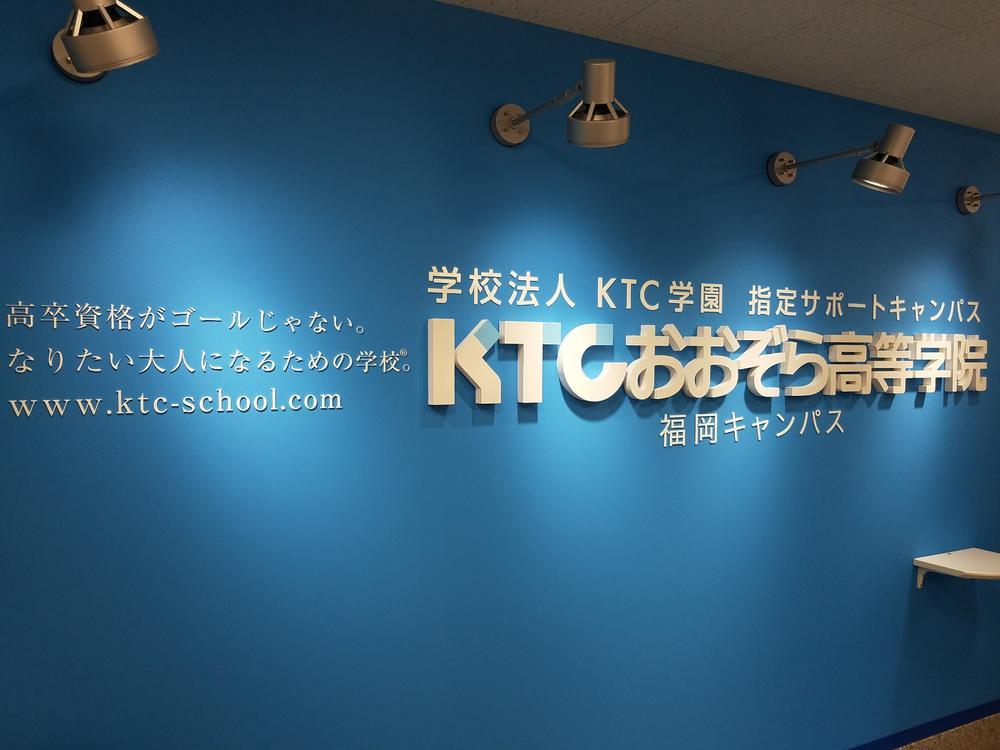 高卒資格がゴールじゃない。
なりたい大人になるための学校®。
www.ktc-school.com
学校法人 KTC学園 指定サポートキャンパス
KTCおおぞら高等学院
福岡キャンパス